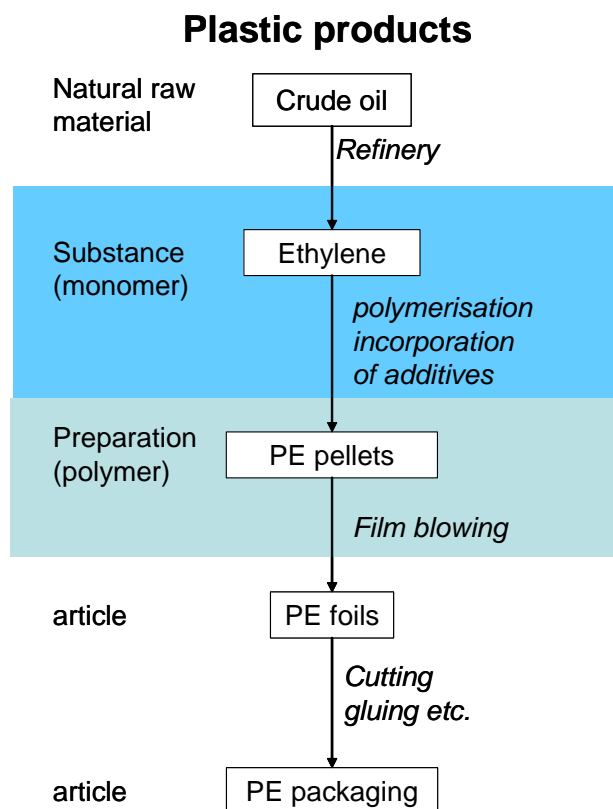 Plastic products
Natural raw
material
Crude oil
Refinery
Substance
(monomer)
Ethylene
polymerisation
incorporation
of additives
Preparation
(polymer)
PE pellets
Film blowing
article
PE foils
Cutting
gluing etc.
article
PE packaging